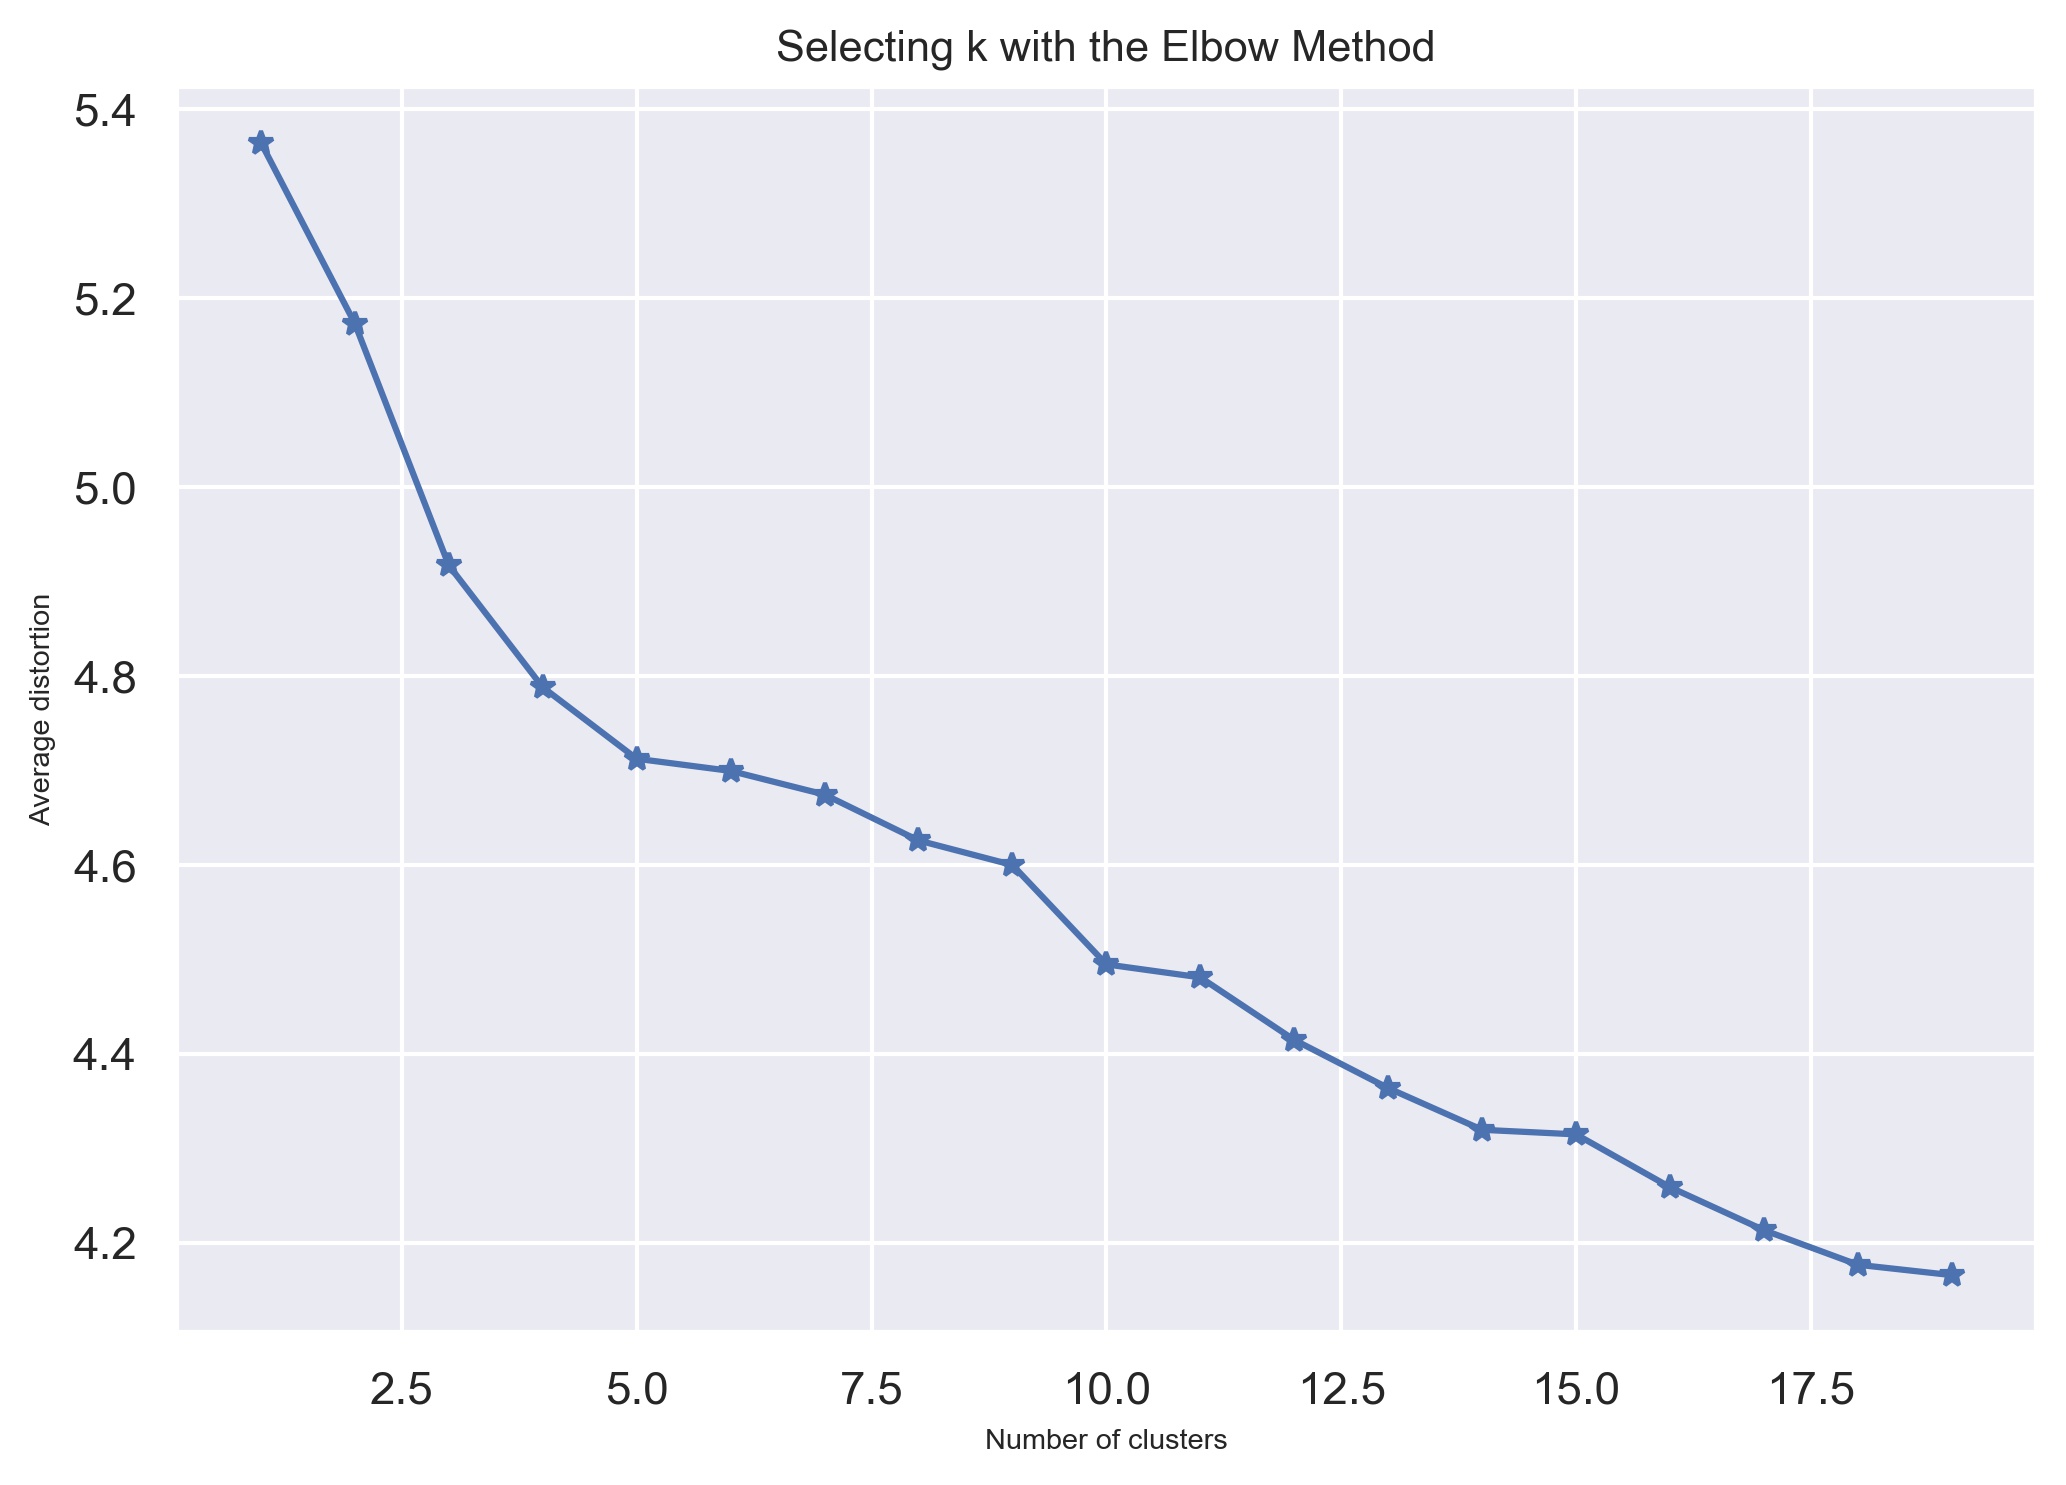 Selecting k with the Elbow Method
5.4
5.2
5.0
4.8
4.6
4.4
4.2
Average distortion
2.5 5.0 7.5 10.0 12.5 15.0 17.5
Number of clusters